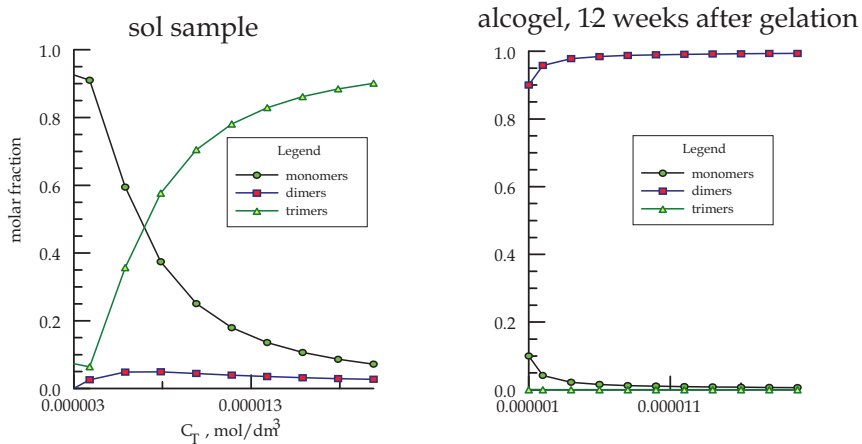 sol sample
alcogel, 12 weeks after gelation
molar fraction
1.0
0.8
0.6
0.4
0.2
0.0
0.000003
0.000013
C_T , mol/dm³
Legend
monomers
dimers
trimers
1.0
0.8
0.6
0.4
0.2
0.0
0.000001
0.000011
Legend
monomers
dimers
trimers